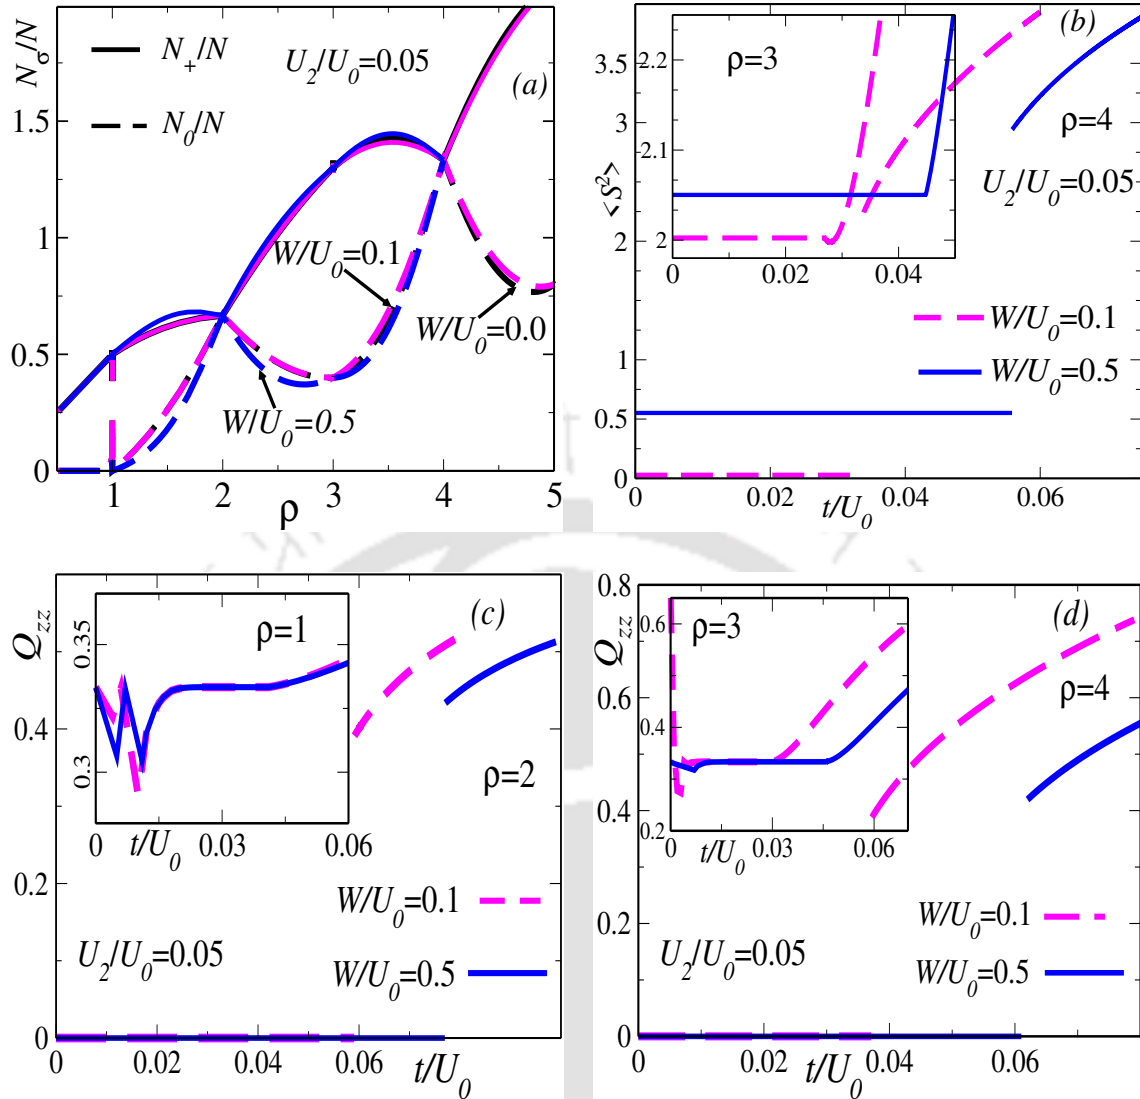 N_σ/N
N_+/N
U_2/U_0=0.05
(a)
N_0/N
1.5
1
0.5
0
W/U_0=0.1
W/U_0=0.0
W/U_0=0.5
1 2 3 4 5
ρ
(b)
<S^2>
3.5
3
2.5
2
1.5
1
0.5
0
ρ=3
2.2
2.1
2
0 0.02 0.04
ρ=4
U_2/U_0=0.05
W/U_0=0.1
W/U_0=0.5
0 0.02 0.04 0.06
t/U_0
Q_zz
(c)
0.4
0.2
0
ρ=1
0.35
0.3
0 t/U_0 0.03 0.06
ρ=2
W/U_0=0.1
U_2/U_0=0.05
W/U_0=0.5
0 0.02 0.04 0.06
t/U_0
Q_zz
(d)
0.8
0.6
0.4
0.2
0
ρ=3
0.6
0.4
0.2
0 t/U_0 0.03 0.06
ρ=4
W/U_0=0.1
U_2/U_0=0.05
W/U_0=0.5
0 0.02 0.04 0.06
t/U_0